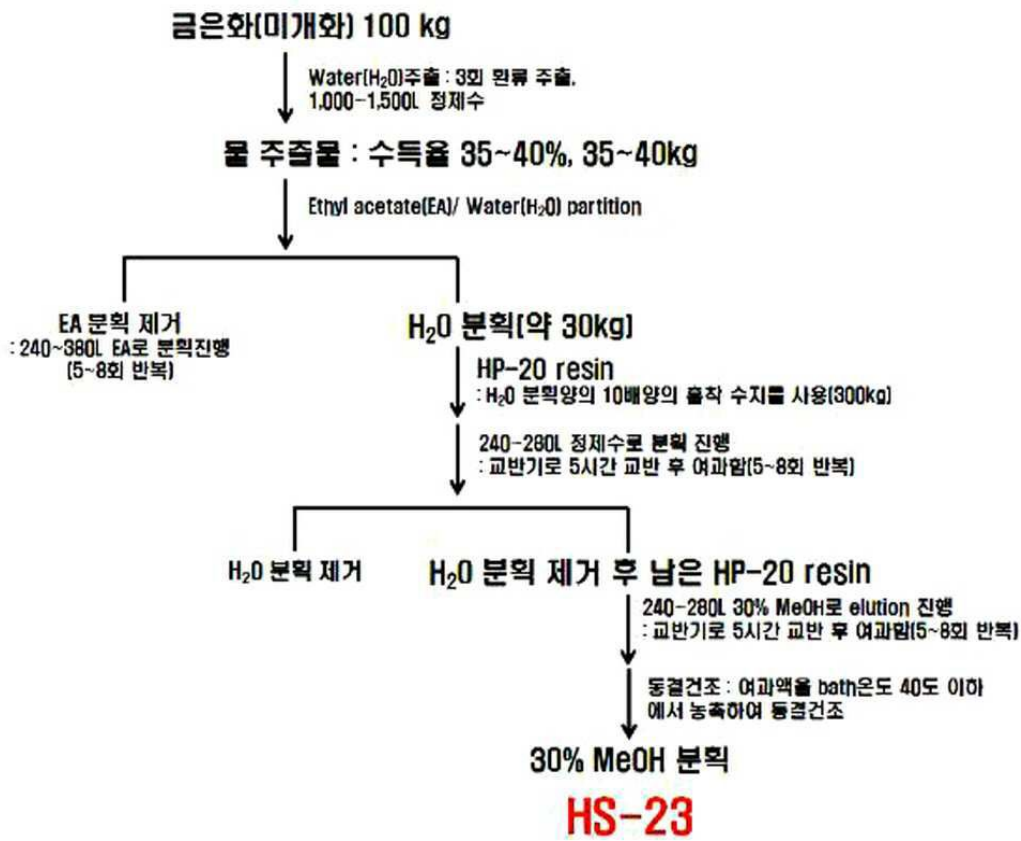 금은화(미개화) 100 kg
Water(H₂O)추출 : 3회 환류 추출.
1,000-1,500L 정제수
물 추출물 : 수득율 35~40%, 35~40kg
Ethyl acetate(EA)/ Water(H₂O) partition
EA 분획 제거
: 240~380L EA로 분획진행
(5~8회 반복)
H₂O 분획(약 30kg)
HP-20 resin
: H₂O 분획양의 10배양의 흡착 수지를 사용(300kg)
240-280L 정제수로 분획 진행
: 교반기로 5시간 교반 후 여과함(5~8회 반복)
H₂O 분획 제거
H₂O 분획 제거 후 남은 HP-20 resin
240-280L 30% MeOH로 elution 진행
: 교반기로 5시간 교반 후 여과함(5~8회 반복)
동결건조 : 여과액을 bath온도 40도 이하
에서 농축하여 동결건조
30% MeOH 분획
HS-23